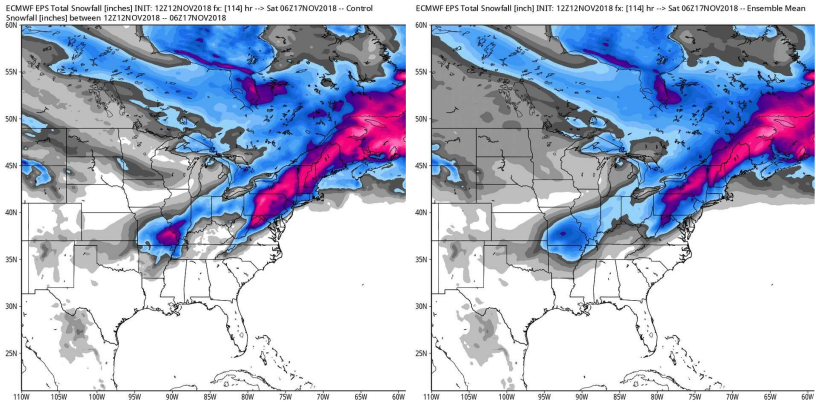 ECMWF EPS Total Snowfall [inches] INIT: 12Z12NOV2018 fx: [114] hr --> Sat 06Z17NOV2018 -- Control
Snowfall [inches] between 12Z12NOV2018 -- 06Z17NOV2018
60N
55N
50N
45N
40N
35N
30N
25N
110W 105W 100W 95W 90W 85W 80W 75W 70W 65W 60W
ECMWF EPS Total Snowfall [inch] INIT: 12Z12NOV2018 fx: [114] hr --> Sat 06Z17NOV2018 -- Ensemble Mean
60N
55N
50N
45N
40N
35N
30N
25N
110W 105W 100W 95W 90W 85W 80W 75W 70W 65W 60W